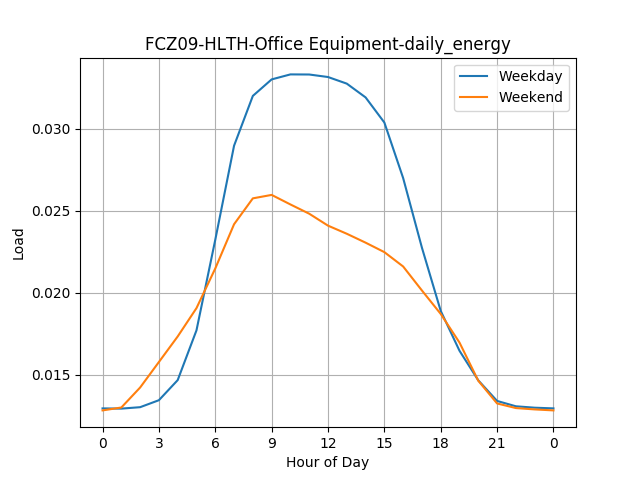 FCZ09-HLTH-Office Equipment-daily_energy
Weekday
Weekend
0.030
0.025
0.020
0.015
Load
0 3 6 9 12 15 18 21 0
Hour of Day